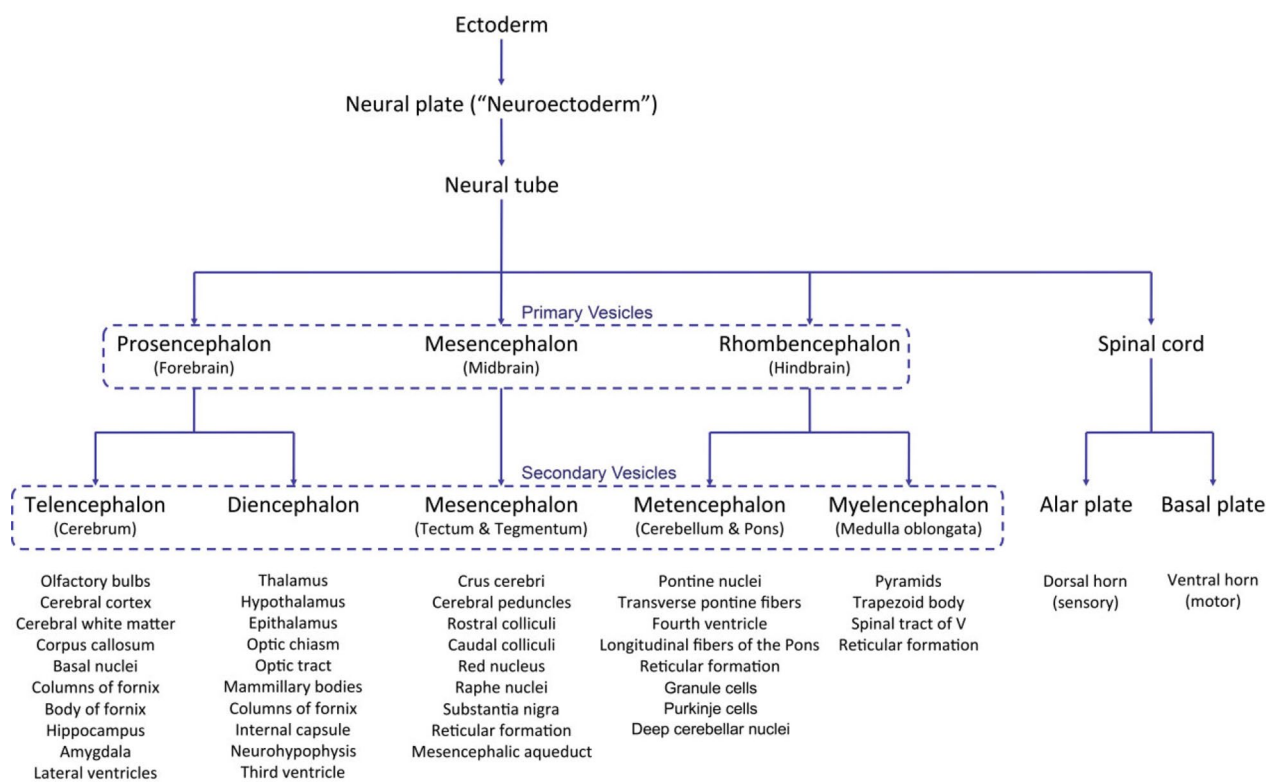 Ectoderm
Neural plate (“Neuroectoderm”)
Neural tube
Primary Vesicles
Prosencephalon
(Forebrain)
Mesencephalon
(Midbrain)
Rhombencephalon
(Hindbrain)
Spinal cord
Secondary Vesicles
Telencephalon
(Cerebrum)
Diencephalon
Mesencephalon
(Tectum & Tegmentum)
Metencephalon
(Cerebellum & Pons)
Myelencephalon
(Medulla oblongata)
Alar plate
Basal plate
Olfactory bulbs
Cerebral cortex
Cerebral white matter
Corpus callosum
Basal nuclei
Columns of fornix
Body of fornix
Hippocampus
Amygdala
Lateral ventricles
Thalamus
Hypothalamus
Epithalamus
Optic chiasm
Optic tract
Mammillary bodies
Columns of fornix
Internal capsule
Neurohypophysis
Third ventricle
Crus cerebri
Cerebral peduncles
Rostral colliculi
Caudal colliculi
Red nucleus
Raphe nuclei
Substantia nigra
Reticular formation
Mesencephalic aqueduct
Pontine nuclei
Transverse pontine fibers
Fourth ventricle
Longitudinal fibers of the Pons
Reticular formation
Granule cells
Purkinje cells
Deep cerebellar nuclei
Pyramids
Trapezoid body
Spinal tract of V
Reticular formation
Dorsal horn
(sensory)
Ventral horn
(motor)